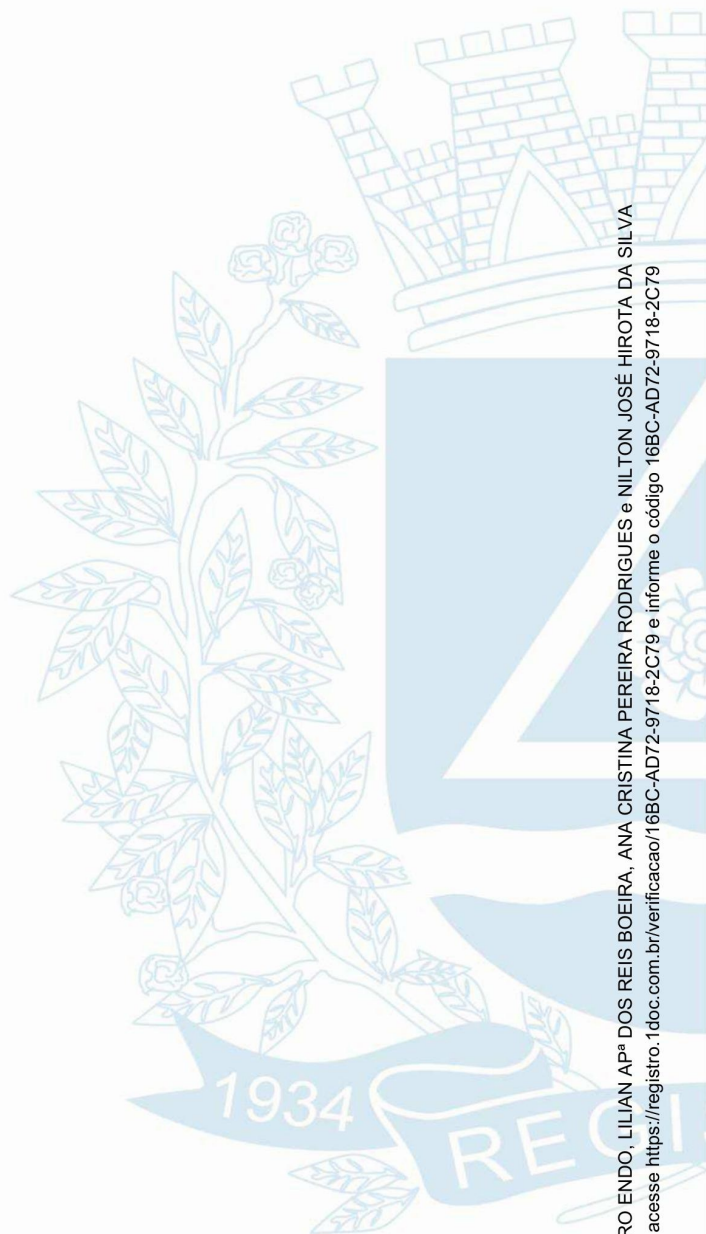 RO ENDO, LILIAN APª DOS REIS BOEIRA, ANA CRISTINA PEREIRA RODRIGUES e NILTON JOSÉ HIROTA DA SILVA
acesse https://registro.1doc.com.br/verificacao/16BC-AD72-9718-2C79 e informe o código 16BC-AD72-9718-2C79
1934
REGI